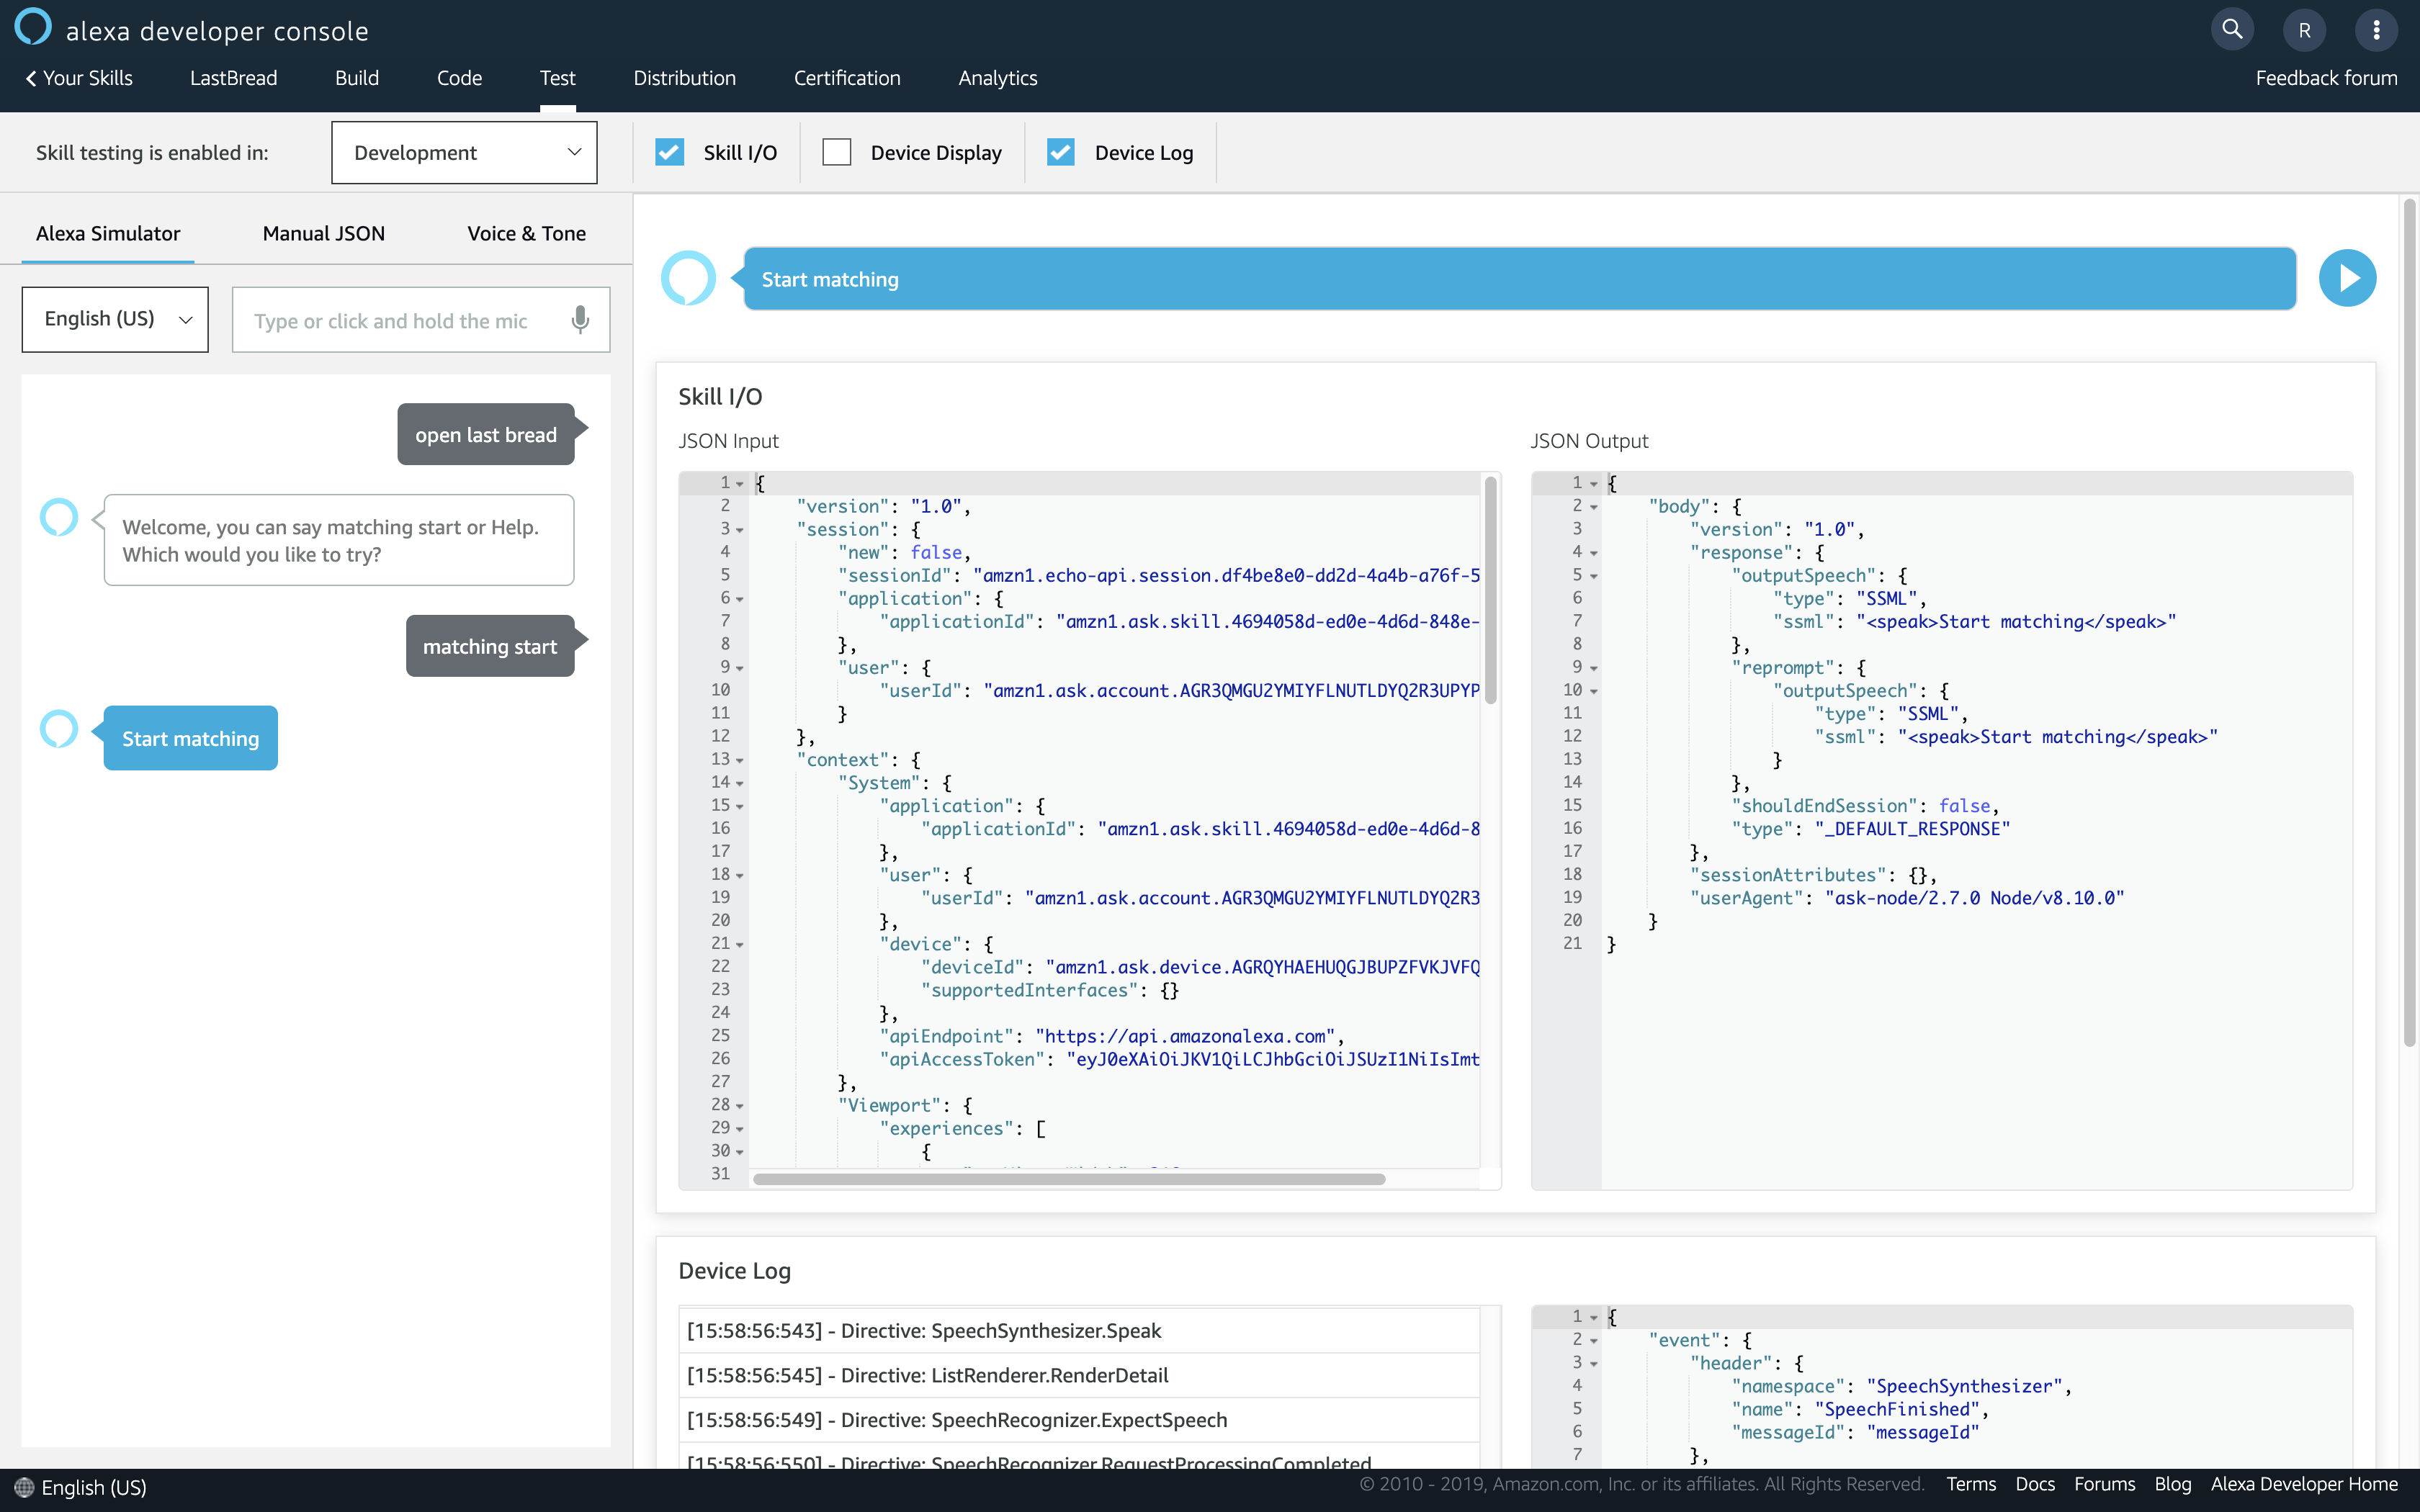 alexa developer console
R
Your Skills
LastBread
Build
Code
Test
Distribution
Certification
Analytics
Feedback forum
Skill testing is enabled in:
Development
Skill I/O
Device Display
Device Log
Alexa Simulator
Manual JSON
Voice & Tone
English (US)
Type or click and hold the mic
open last bread
Welcome, you can say matching start or Help.
Which would you like to try?
matching start
Start matching
Start matching
Skill I/O
JSON Input
1 {
2 "version": "1.0",
3 "session": {
4 "new": false,
5 "sessionId": "amzn1.echo-api.session.df4be8e0-dd2d-4a4b-a76f-5
6 "application": {
7 "applicationId": "amzn1.ask.skill.4694058d-ed0e-4d6d-848e-
8 },
9 "user": {
10 "userId": "amzn1.ask.account.AGR3QMGU2YMIYFLNUTLDYQ2R3UPYP
11 }
12 },
13 "context": {
14 "System": {
15 "application": {
16 "applicationId": "amzn1.ask.skill.4694058d-ed0e-4d6d-8
17 },
18 "user": {
19 "userId": "amzn1.ask.account.AGR3QMGU2YMIYFLNUTLDYQ2R3
20 },
21 "device": {
22 "deviceId": "amzn1.ask.device.AGRQYHAEHUQGJBUPZFVKJVFQ
23 "supportedInterfaces": {}
24 },
25 "apiEndpoint": "https://api.amazonalexa.com",
26 "apiAccessToken": "eyJ0eXAiOiJKV1QiLCJhbGciOiJSUzI1NiIsImt
27 },
28 "Viewport": {
29 "experiences": [
30 {
31
JSON Output
1 {
2 "body": {
3 "version": "1.0",
4 "response": {
5 "outputSpeech": {
6 "type": "SSML",
7 "ssml": "<speak>Start matching</speak>"
8 },
9 "reprompt": {
10 "outputSpeech": {
11 "type": "SSML",
12 "ssml": "<speak>Start matching</speak>"
13 }
14 },
15 "shouldEndSession": false,
16 "type": "_DEFAULT_RESPONSE"
17 },
18 "sessionAttributes": {},
19 "userAgent": "ask-node/2.7.0 Node/v8.10.0"
20 }
21 }
Device Log
[15:58:56:543] - Directive: SpeechSynthesizer.Speak
[15:58:56:545] - Directive: ListRenderer.RenderDetail
[15:58:56:549] - Directive: SpeechRecognizer.ExpectSpeech
[15:58:56:550] - Directive: SpeechRecognizer.RequestProcessingCompleted
1 {
2 "event": {
3 "header": {
4 "namespace": "SpeechSynthesizer",
5 "name": "SpeechFinished",
6 "messageId": "messageId"
7 },
English (US)
© 2010 - 2019, Amazon.com, Inc. or its affiliates. All Rights Reserved.
Terms
Docs
Forums
Blog
Alexa Developer Home